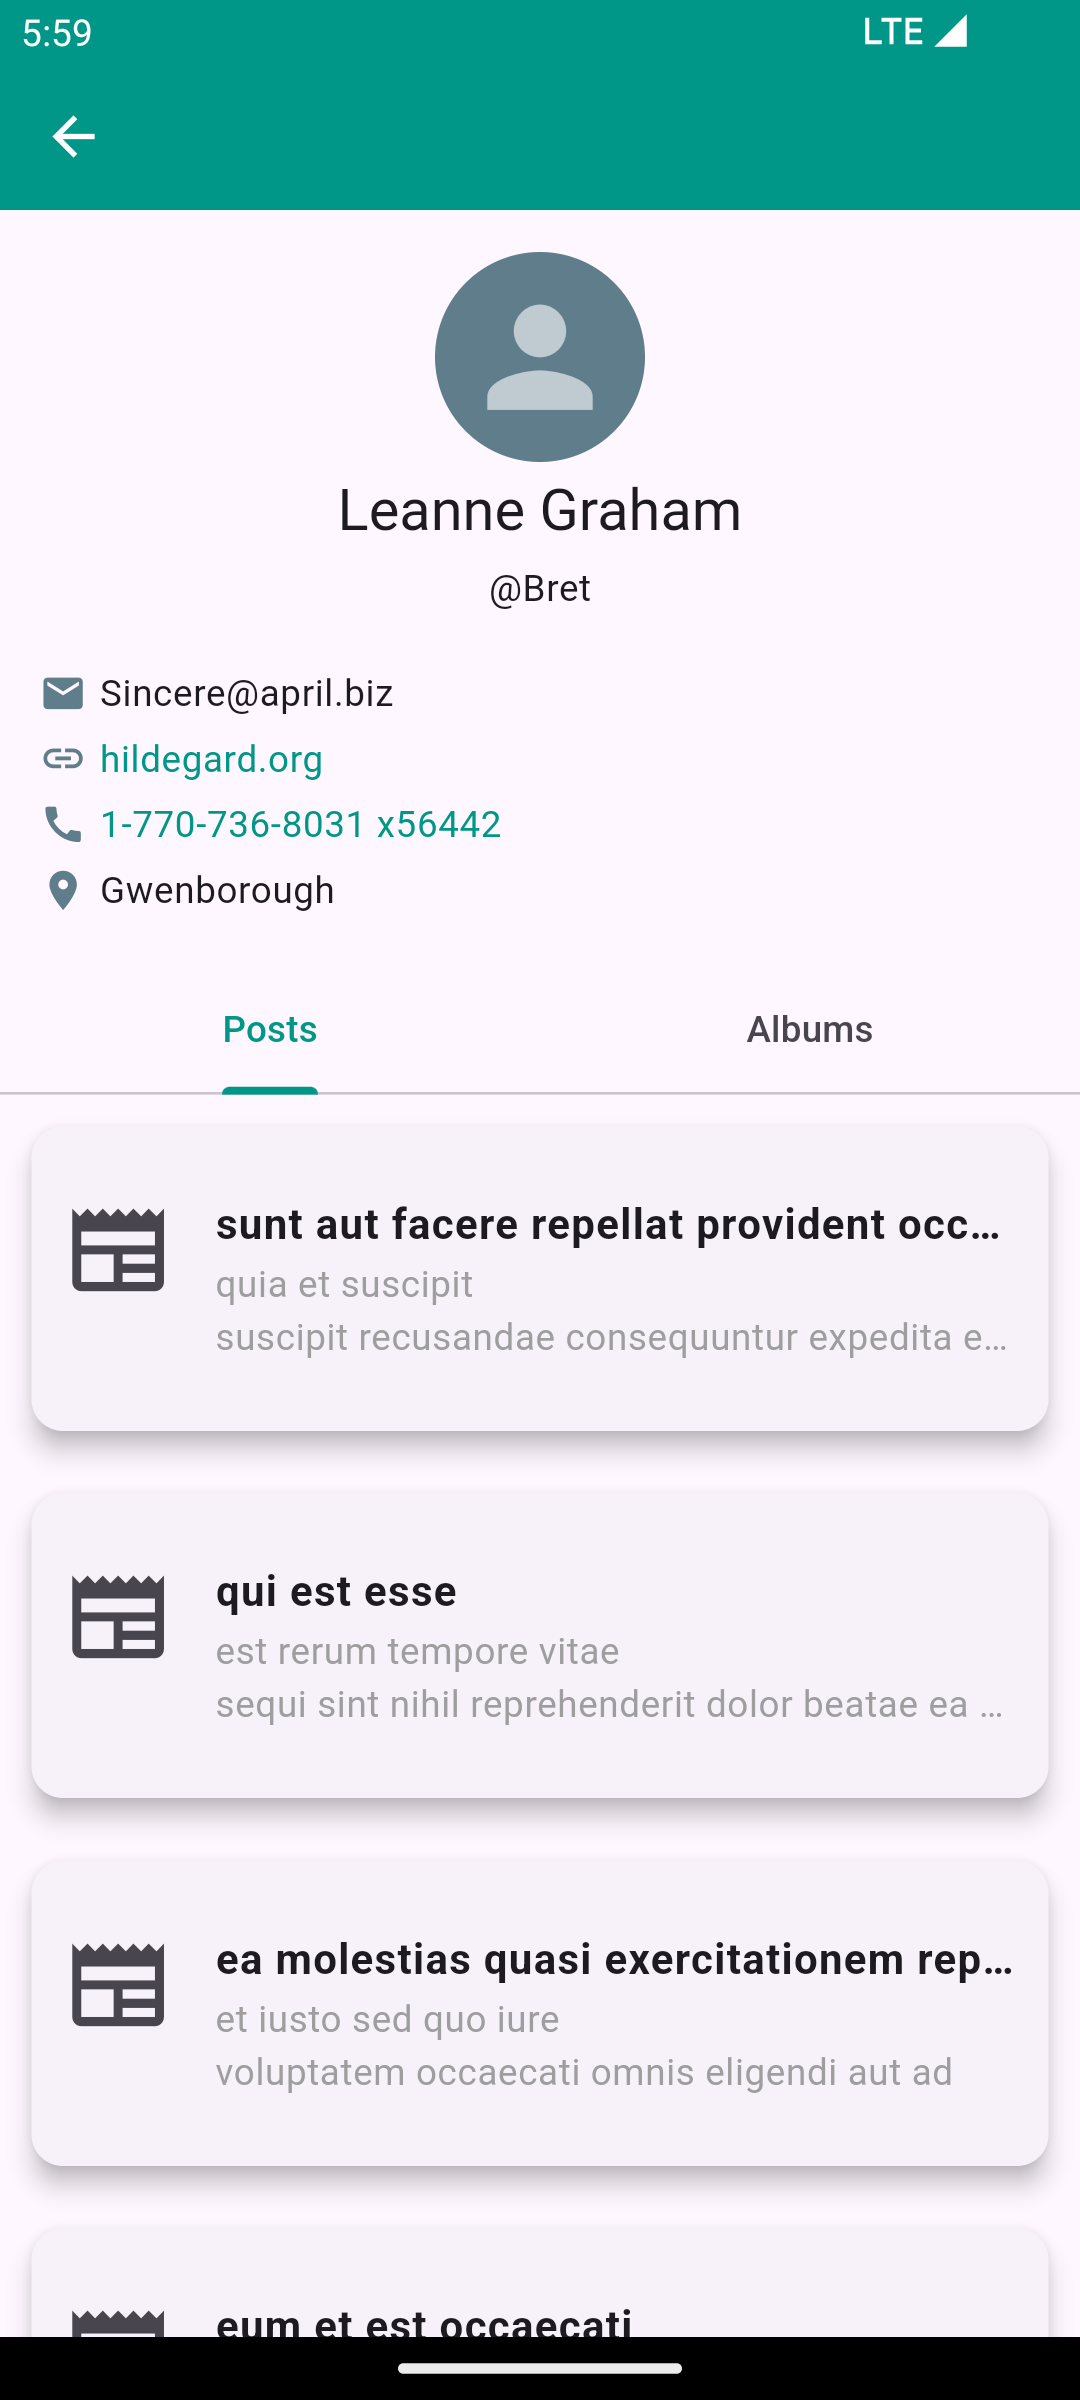 5:59
LTE
Leanne Graham
@Bret
Sincere@april.biz
hildegard.org
1-770-736-8031 x56442
Gwenborough
Posts
Albums
sunt aut facere repellat provident occ…
quia et suscipit
suscipit recusandae consequuntur expedita e…
qui est esse
est rerum tempore vitae
sequi sint nihil reprehenderit dolor beatae ea …
ea molestias quasi exercitationem rep…
et iusto sed quo iure
voluptatem occaecati omnis eligendi aut ad
eum et est occaecati